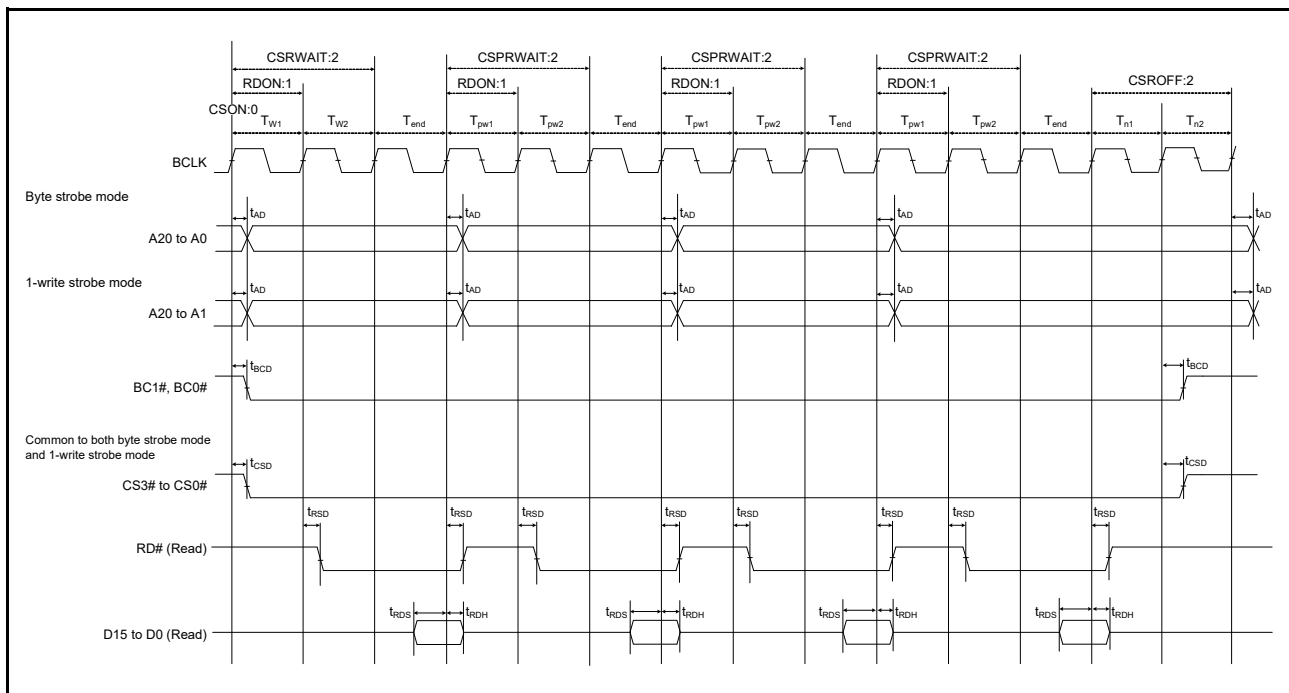 CSRWAIT:2 CSPRWAIT:2 CSPRWAIT:2 CSPRWAIT:2
RDON:1 RDON:1 RDON:1 RDON:1 CSROFF:2
CSON:0
TW1 TW2 Tend Tpw1 Tpw2 Tend Tpw1 Tpw2 Tend Tpw1 Tpw2 Tend Tn1 Tn2
BCLK
Byte strobe mode
tAD tAD tAD tAD tAD
A20 to A0
1-write strobe mode
tAD tAD tAD tAD tAD
A20 to A1
tBCD tBCD
BC1#, BC0#
Common to both byte strobe mode
and 1-write strobe mode
tCSD tCSD
CS3# to CS0#
tRSD tRSD tRSD tRSD tRSD tRSD tRSD tRSD
RD# (Read)
tRDS tRDH tRDS tRDH tRDS tRDH tRDS tRDH
D15 to D0 (Read)